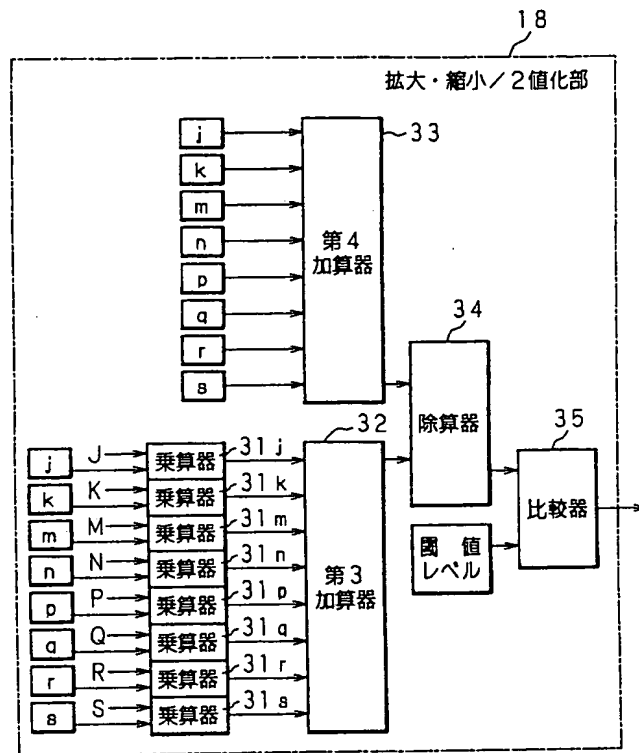 18
拡大・縮小／2値化部
j
33
k
m
n
第4
加算器
p
q
r
s
34
除算器
32
35
比較器
閾 値
レベル
j
J
乗算器
31j
k
K
乗算器
31k
m
M
乗算器
31m
n
N
乗算器
31n
第3
加算器
p
P
乗算器
31p
q
Q
乗算器
31q
r
R
乗算器
31r
s
S
乗算器
31s